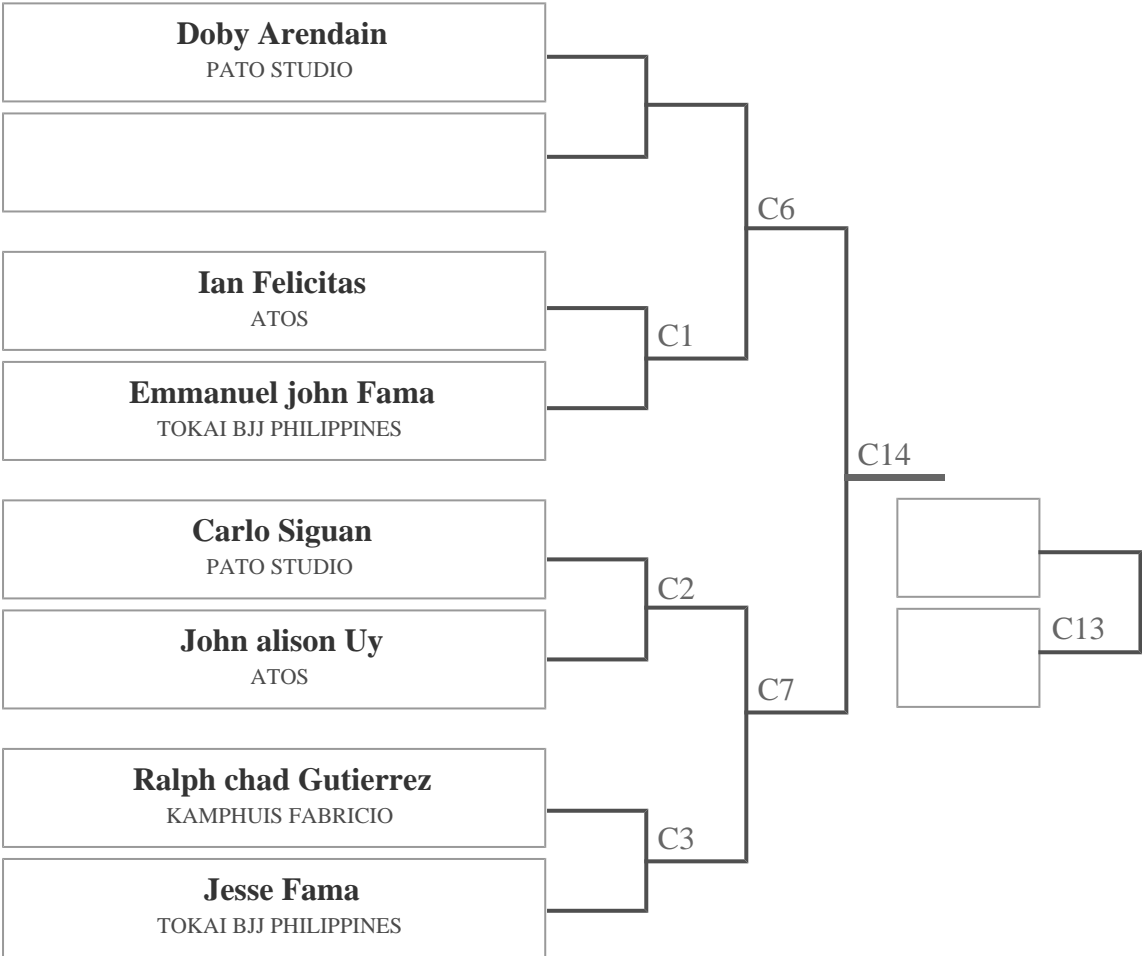 Doby Arendain
PATO STUDIO
C6
Ian Felicitas
ATOS
C1
Emmanuel john Fama
TOKAI BJJ PHILIPPINES
C14
Carlo Siguan
PATO STUDIO
C2
John alison Uy
ATOS
C13
C7
Ralph chad Gutierrez
KAMPHUIS FABRICIO
C3
Jesse Fama
TOKAI BJJ PHILIPPINES